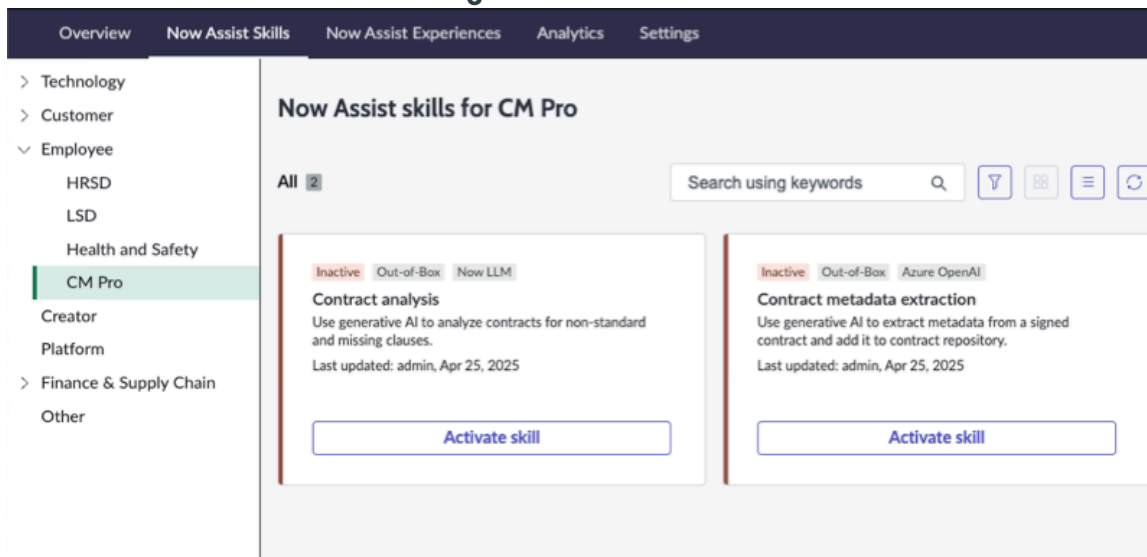 Overview Now Assist Skills Now Assist Experiences Analytics Settings
Technology
Customer
Employee
HRSD
LSD
Health and Safety
CM Pro
Creator
Platform
Finance & Supply Chain
Other
Now Assist skills for CM Pro
All 2
Search using keywords
Inactive Out-of-Box Now LLM
Contract analysis
Use generative AI to analyze contracts for non-standard
and missing clauses.
Last updated: admin, Apr 25, 2025
Activate skill
Inactive Out-of-Box Azure OpenAI
Contract metadata extraction
Use generative AI to extract metadata from a signed
contract and add it to contract repository.
Last updated: admin, Apr 25, 2025
Activate skill